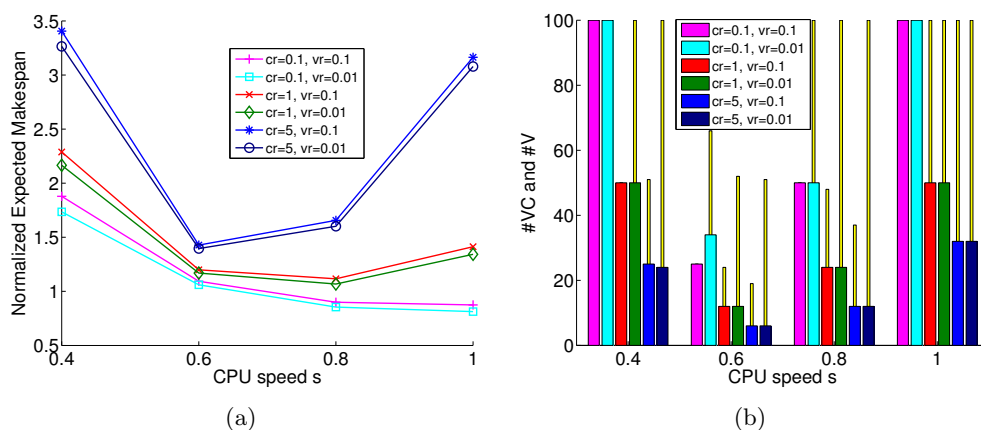 Normalized Expected Makespan
3.5
3
2.5
2
1.5
1
0.5
0.4
0.6
0.8
1
CPU speed s
cr=0.1, vr=0.1
cr=0.1, vr=0.01
cr=1, vr=0.1
cr=1, vr=0.01
cr=5, vr=0.1
cr=5, vr=0.01
(a)
#VC and #V
100
80
60
40
20
0
0.4
0.6
0.8
1
CPU speed s
cr=0.1, vr=0.1
cr=0.1, vr=0.01
cr=1, vr=0.1
cr=1, vr=0.01
cr=5, vr=0.1
cr=5, vr=0.01
(b)